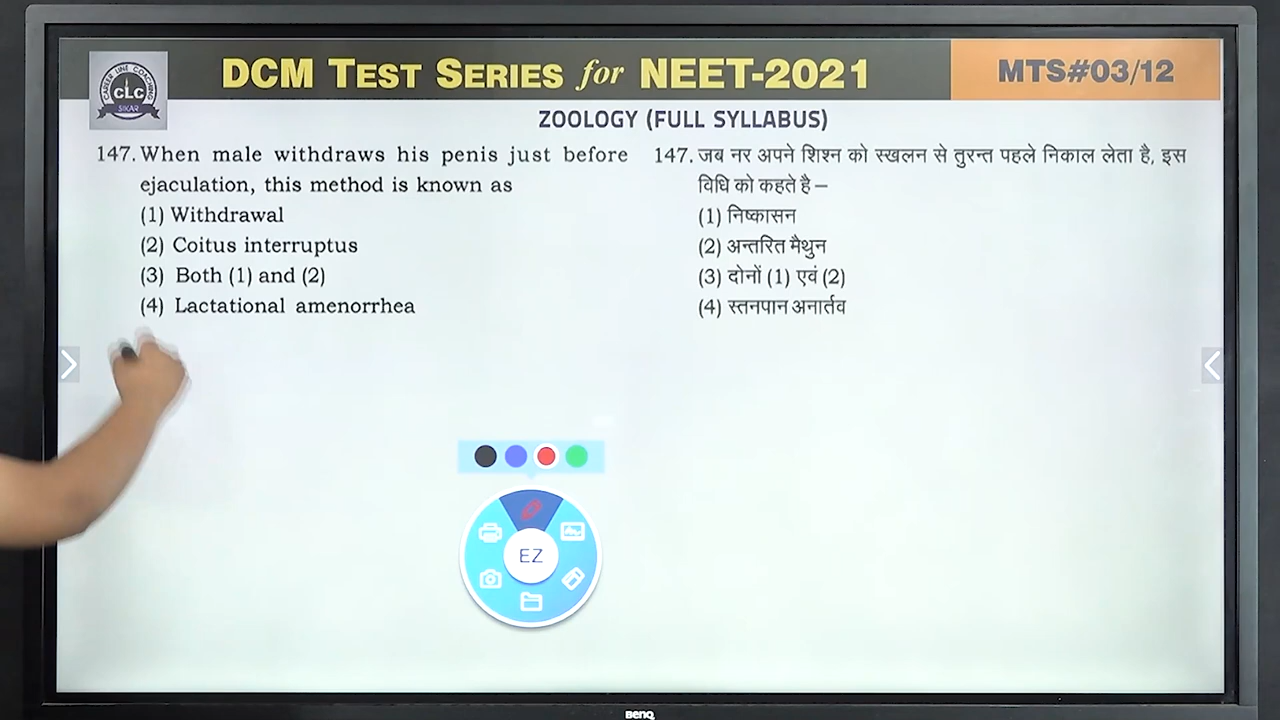 DCM TEST SERIES for NEET-2021
MTS#03/12
CAREER LINE COACHING
CLC
SIKAR
ZOOLOGY (FULL SYLLABUS)
147. When male withdraws his penis just before
ejaculation, this method is known as
(1) Withdrawal
(2) Coitus interruptus
(3) Both (1) and (2)
(4) Lactational amenorrhea
147. जब नर अपने शिश्न को स्खलन से तुरन्त पहले निकाल लेता है, इस
विधि को कहते है –
(1) निष्कासन
(2) अन्तरित मैथुन
(3) दोनों (1) एवं (2)
(4) स्तनपान अनार्तव
EZ
BenQ